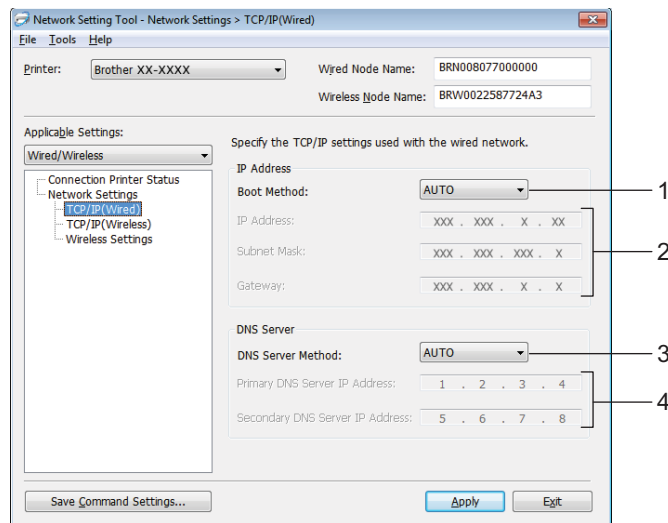 Network Setting Tool - Network Settings > TCP/IP(Wired)
File Tools Help
Printer: Brother XX-XXXX Wired Node Name: BRN008077000000
Wireless Node Name: BRW0022587724A3
Applicable Settings:
Wired/Wireless
Connection Printer Status
Network Settings
TCP/IP(Wired)
TCP/IP(Wireless)
Wireless Settings
Specify the TCP/IP settings used with the wired network.
IP Address
Boot Method: AUTO 1
IP Address: XXX . XXX . X . XX
Subnet Mask: XXX . XXX . XXX . X 2
Gateway: XXX . XXX . X . X
DNS Server
DNS Server Method: AUTO 3
Primary DNS Server IP Address: 1 . 2 . 3 . 4
4
Secondary DNS Server IP Address: 5 . 6 . 7 . 8
Save Command Settings... Apply Exit